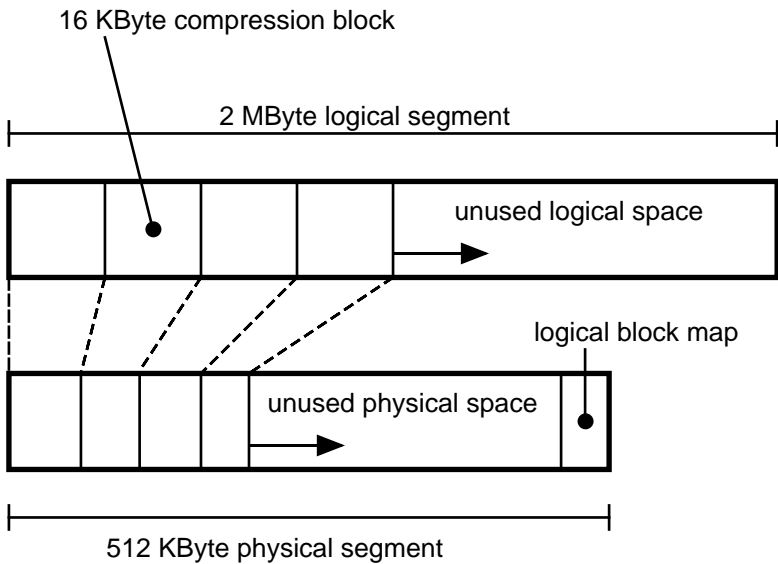 16 KByte compression block
2 MByte logical segment
unused logical space
logical block map
unused physical space
512 KByte physical segment